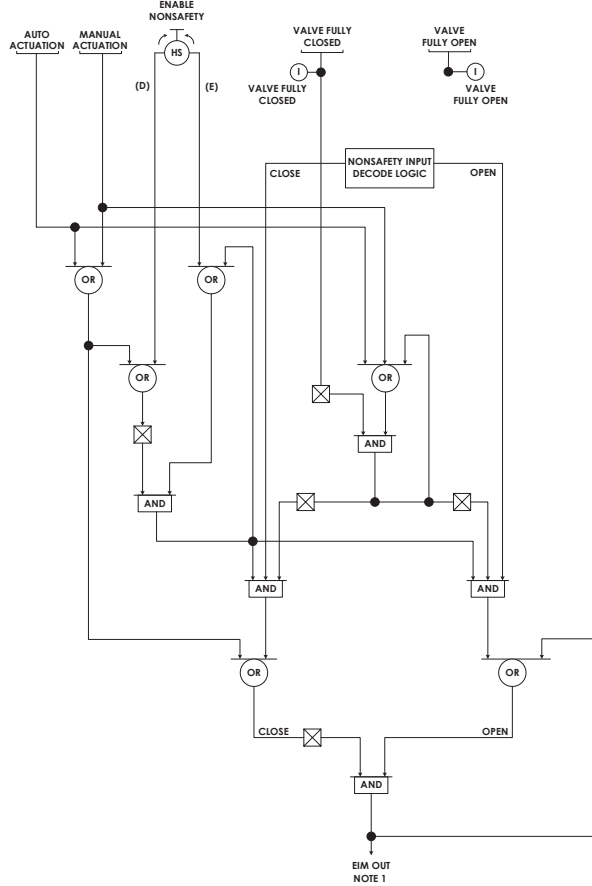 ENABLE
NONSAFETY
AUTO
ACTUATION
MANUAL
ACTUATION
HS
VALVE FULLY
CLOSED
VALVE
FULLY OPEN
I
VALVE FULLY
CLOSED
I
VALVE
FULLY OPEN
(D)
(E)
NONSAFETY INPUT
DECODE LOGIC
CLOSE
OPEN
OR
OR
OR
OR
AND
AND
AND
AND
OR
OR
CLOSE
OPEN
AND
EIM OUT
NOTE 1